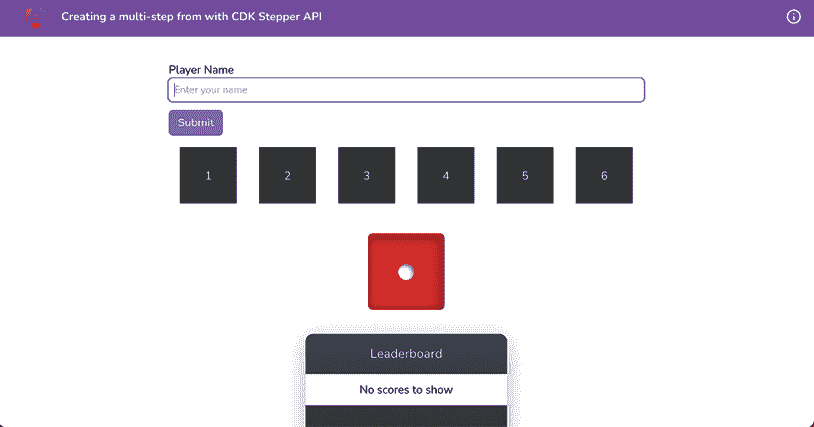 Creating a multi-step from with CDK Stepper API
Player Name
Enter your name
Submit
1 2 3 4 5 6
Leaderboard
No scores to show